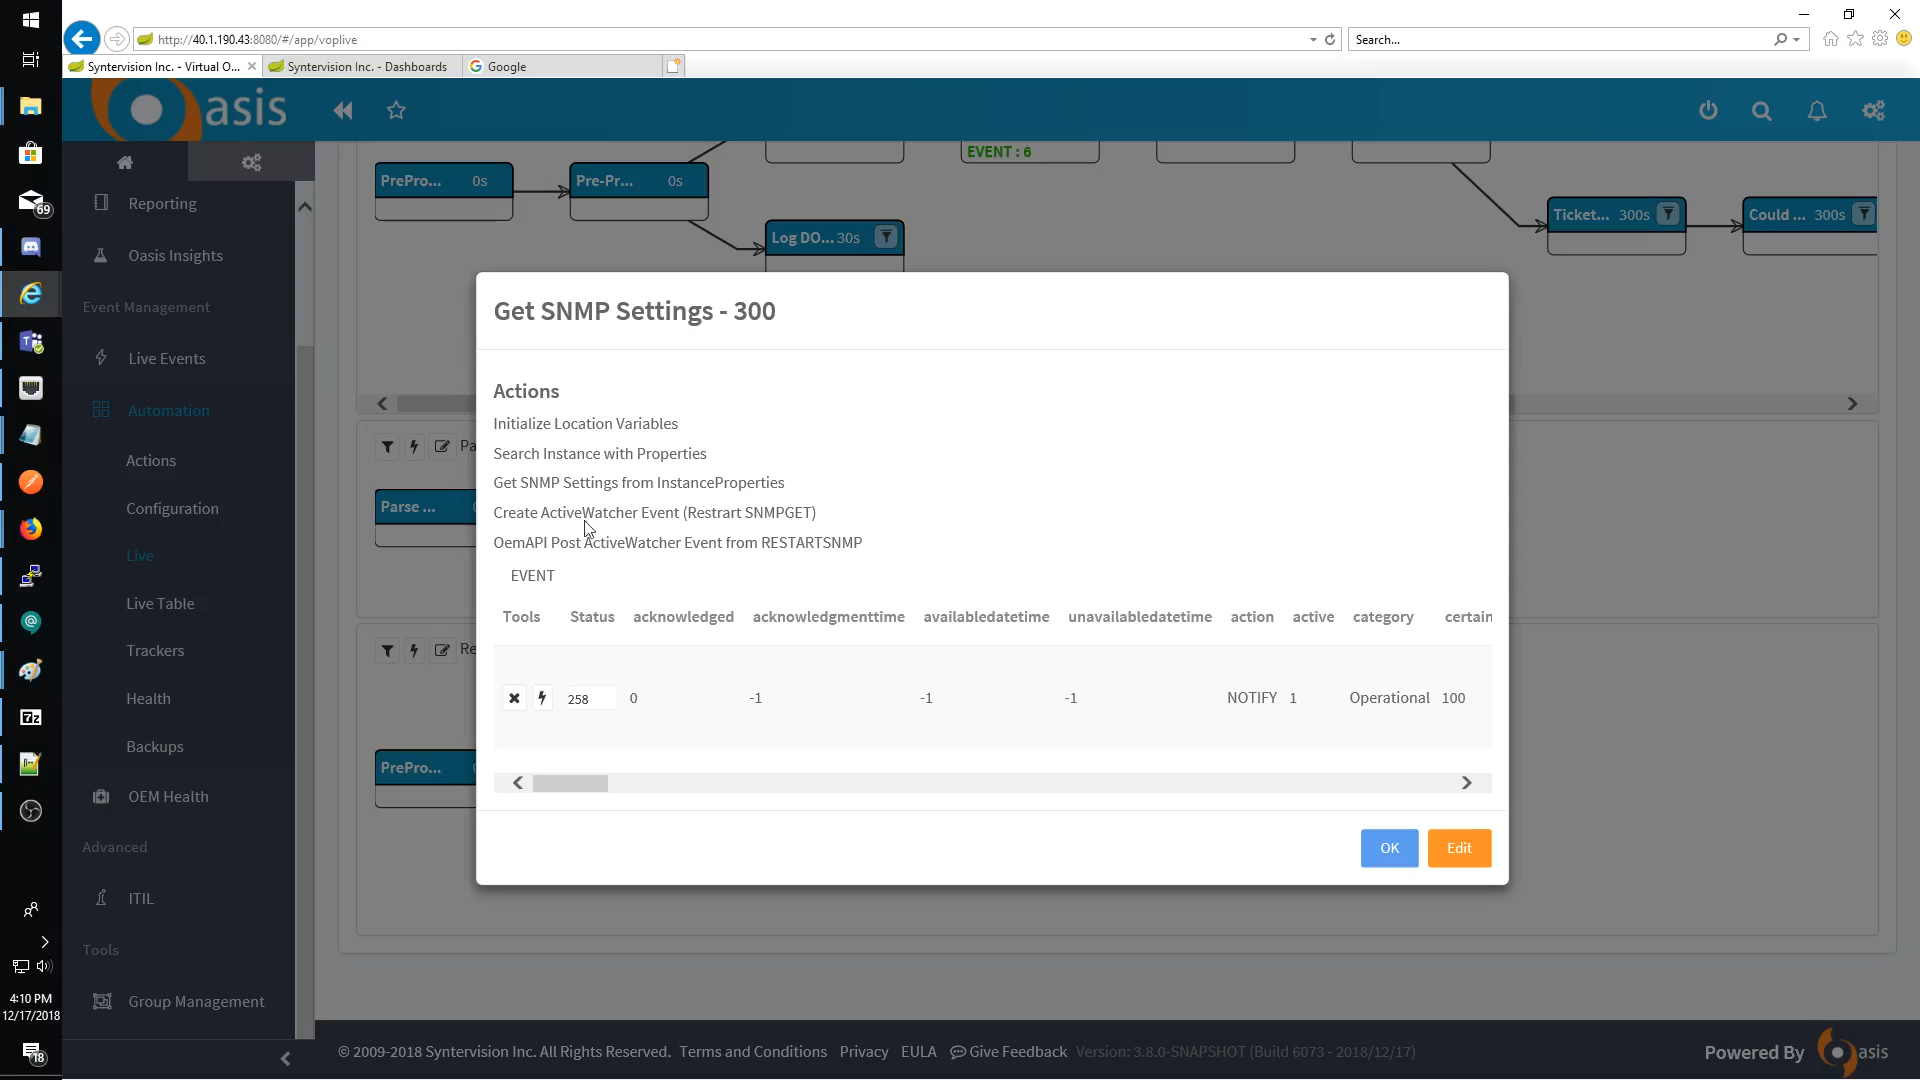 http://40.1.190.43:8080/#/app/voplive
Search...
Syntervision Inc. - Virtual O...
Syntervision Inc. - Dashboards
Google
asis
PrePro... 0s
Pre-Pr... 0s
EVENT : 6
Log DO... 30s
Ticket... 300s
Could ... 300s
Reporting
Oasis Insights
Event Management
Live Events
Automation
Actions
Configuration
Live
Live Table
Trackers
Health
Backups
OEM Health
Advanced
ITIL
Tools
Group Management
Pa
Parse ...
Re
PrePro...
Get SNMP Settings - 300
Actions
Initialize Location Variables
Search Instance with Properties
Get SNMP Settings from InstanceProperties
Create ActiveWatcher Event (Restrart SNMPGET)
OemAPI Post ActiveWatcher Event from RESTARTSNMP
EVENT
Tools Status acknowledged acknowledgmenttime availabledatetime unavailabledatetime action active category certain
258 0 -1 -1 -1 NOTIFY 1 Operational 100
OK
Edit
69
7z
4:10 PM
12/17/2018
18
© 2009-2018 Syntervision Inc. All Rights Reserved. Terms and Conditions Privacy EULA Give Feedback Version: 3.8.0-SNAPSHOT (Build 6073 - 2018/12/17)
Powered By asis